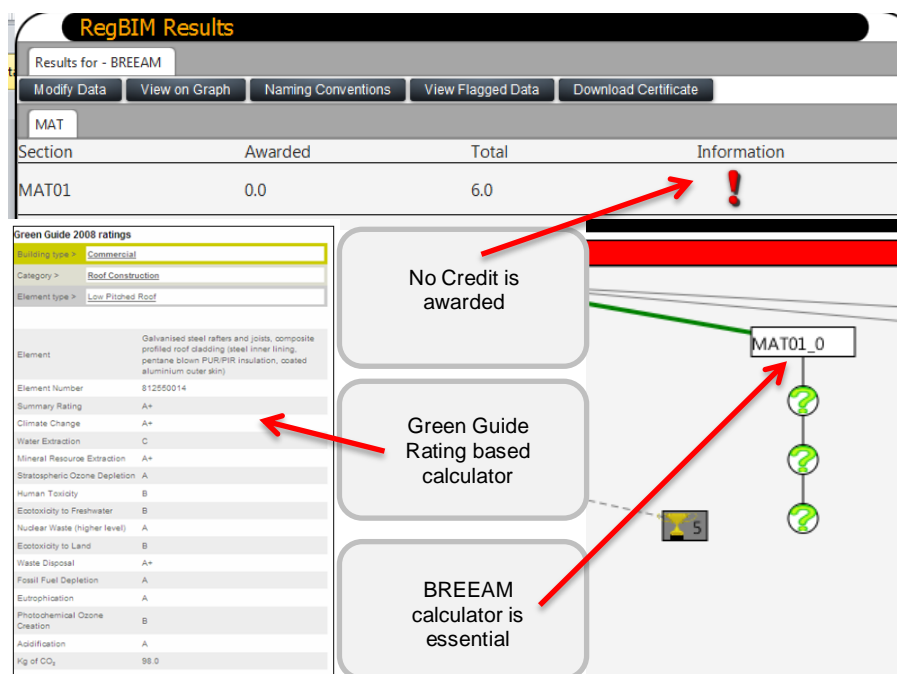 RegBIM Results
Results for - BREEAM
Modify Data View on Graph Naming Conventions View Flagged Data Download Certificate
MAT
Section Awarded Total Information
MAT01 0.0 6.0
Green Guide 2008 ratings
Building type > Commercial
Category > Roof Construction
Element type > Low Pitched Roof
Element
Galvanised steel rafters and joists, composite
profiled roof cladding (steel inner lining,
pentane blown PUR/PIR insulation, coated
aluminium outer skin)
Element Number 812550014
Summary Rating A+
Climate Change A+
Water Extraction C
Mineral Resource Extraction A+
Stratospheric Ozone Depletion A
Human Toxicity B
Ecotoxicity to Freshwater B
Nuclear Waste (higher level) A
Ecotoxicity to Land B
Waste Disposal A+
Fossil Fuel Depletion A
Eutrophication A
Photochemical Ozone
Creation B
Acidification A
Kg of CO₂ 98.0
No Credit is
awarded
Green Guide
Rating based
calculator
BREEAM
calculator is
essential
MAT01_0
5